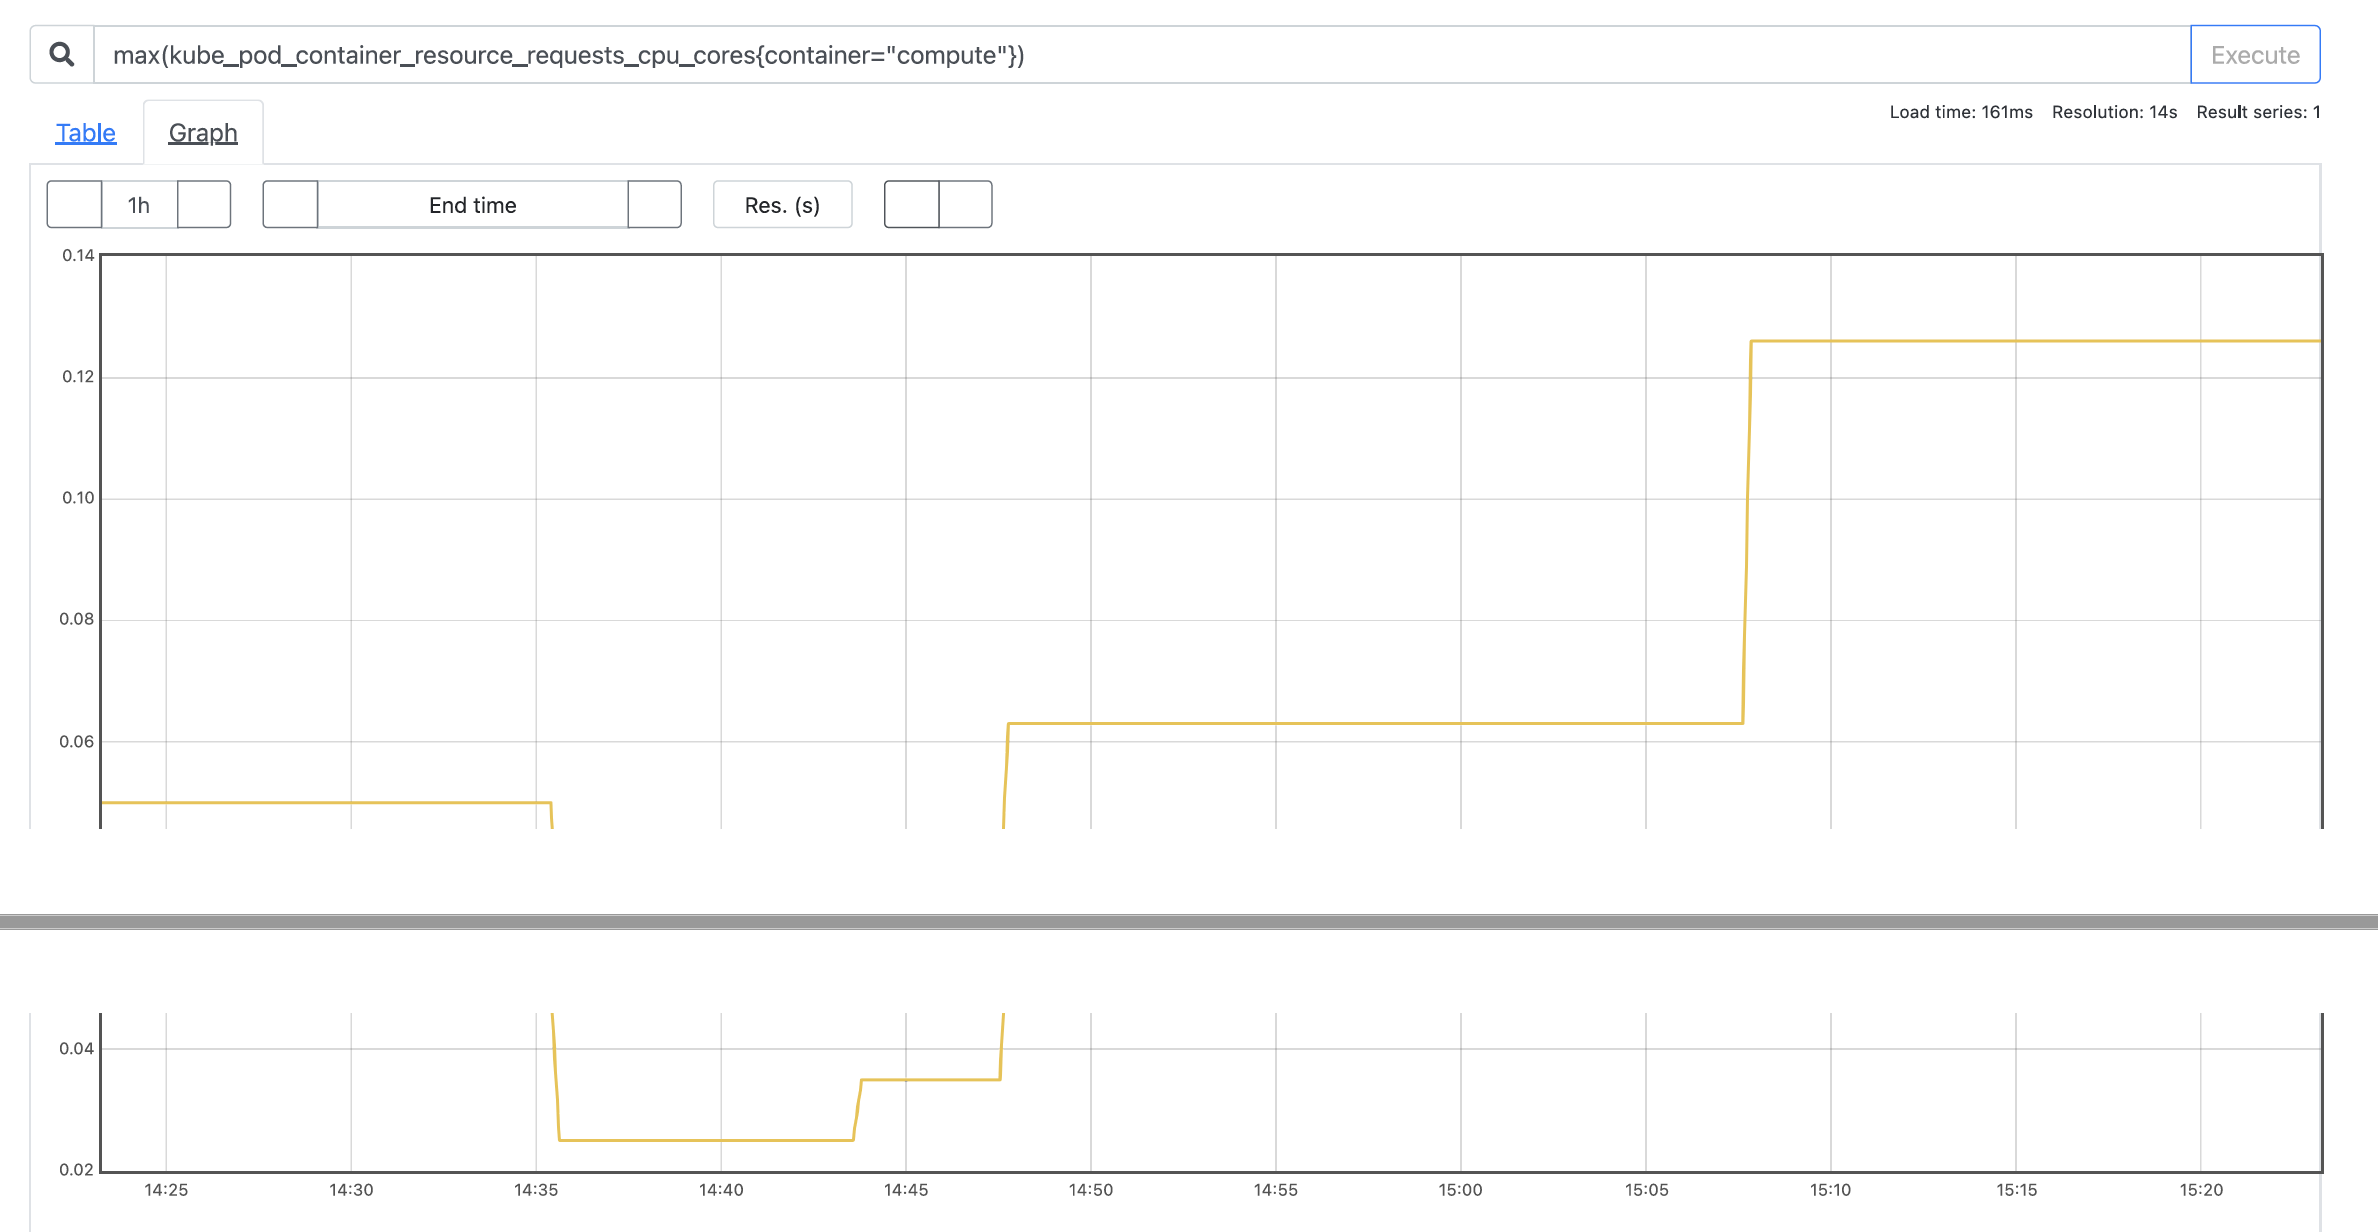 max(kube_pod_container_resource_requests_cpu_cores{container="compute"})
Execute
Table
Graph
Load time: 161ms Resolution: 14s Result series: 1
1h
End time
Res. (s)
0.14
0.12
0.10
0.08
0.06
0.04
0.02
14:25 14:30 14:35 14:40 14:45 14:50 14:55 15:00 15:05 15:10 15:15 15:20